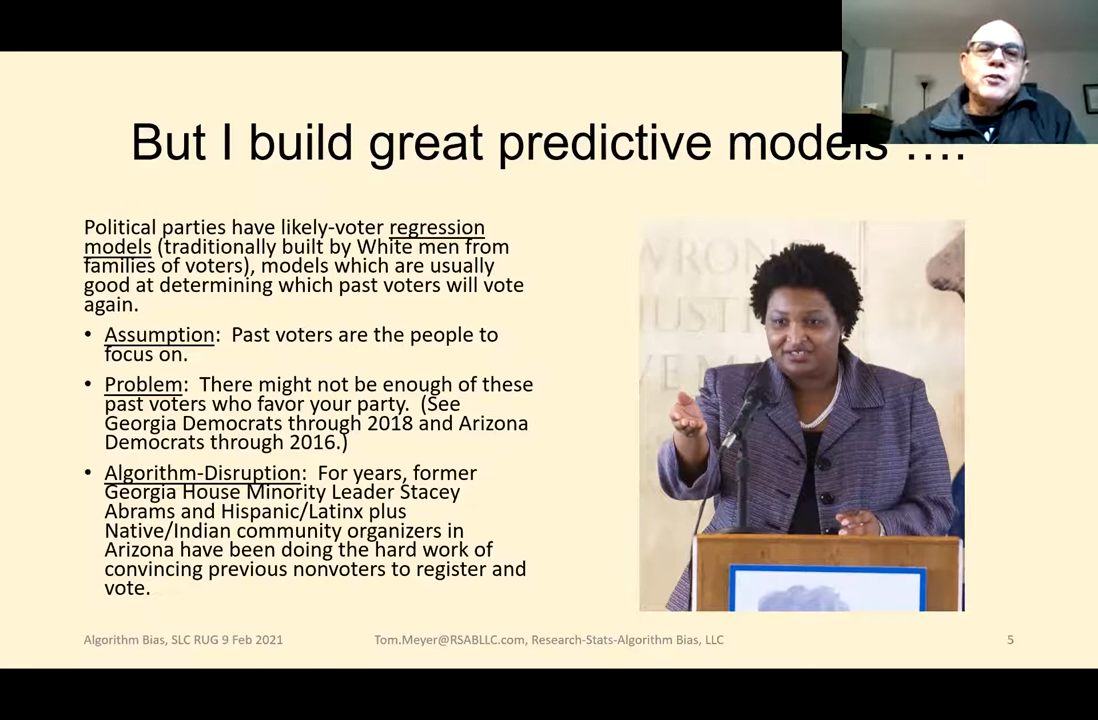 But I build great predictive models ….
Political parties have likely-voter regression
models (traditionally built by White men from
families of voters), models which are usually
good at determining which past voters will vote
again.
• Assumption: Past voters are the people to
focus on.
• Problem: There might not be enough of these
past voters who favor your party. (See
Georgia Democrats through 2018 and Arizona
Democrats through 2016.)
• Algorithm-Disruption: For years, former
Georgia House Minority Leader Stacey
Abrams and Hispanic/Latinx plus
Native/Indian community organizers in
Arizona have been doing the hard work of
convincing previous nonvoters to register and
vote.
WRON
JUSTI
VE ME
Algorithm Bias, SLC RUG 9 Feb 2021
Tom.Meyer@RSABLLC.com, Research-Stats-Algorithm Bias, LLC
5